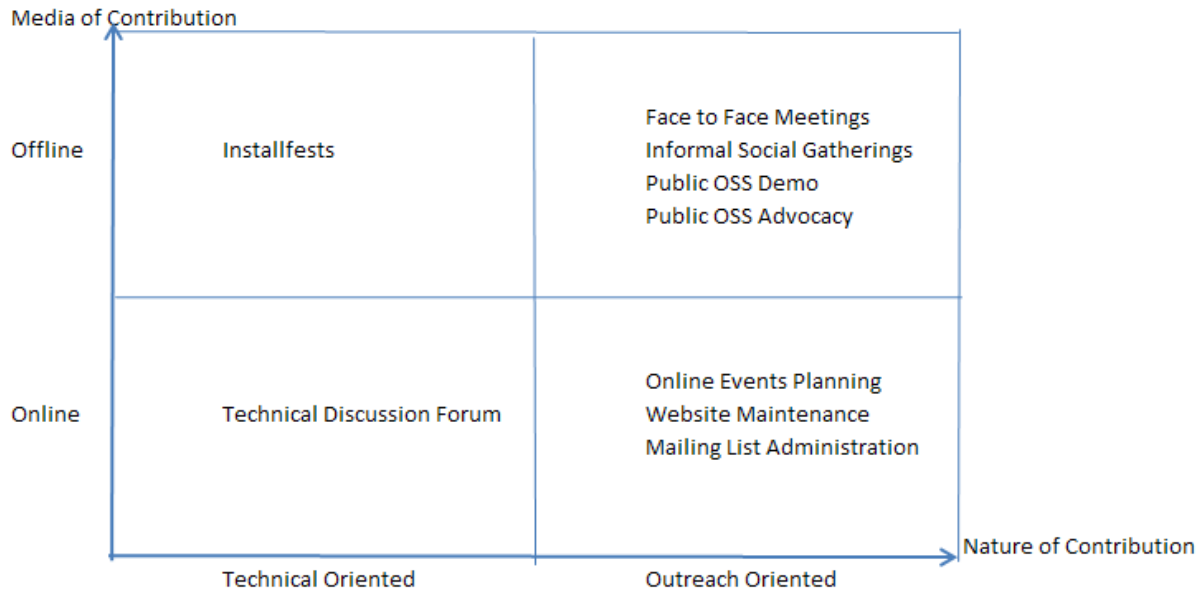 Media of Contribution
Offline
Installfests
Face to Face Meetings
Informal Social Gatherings
Public OSS Demo
Public OSS Advocacy
Online
Technical Discussion Forum
Online Events Planning
Website Maintenance
Mailing List Administration
Nature of Contribution
Technical Oriented
Outreach Oriented